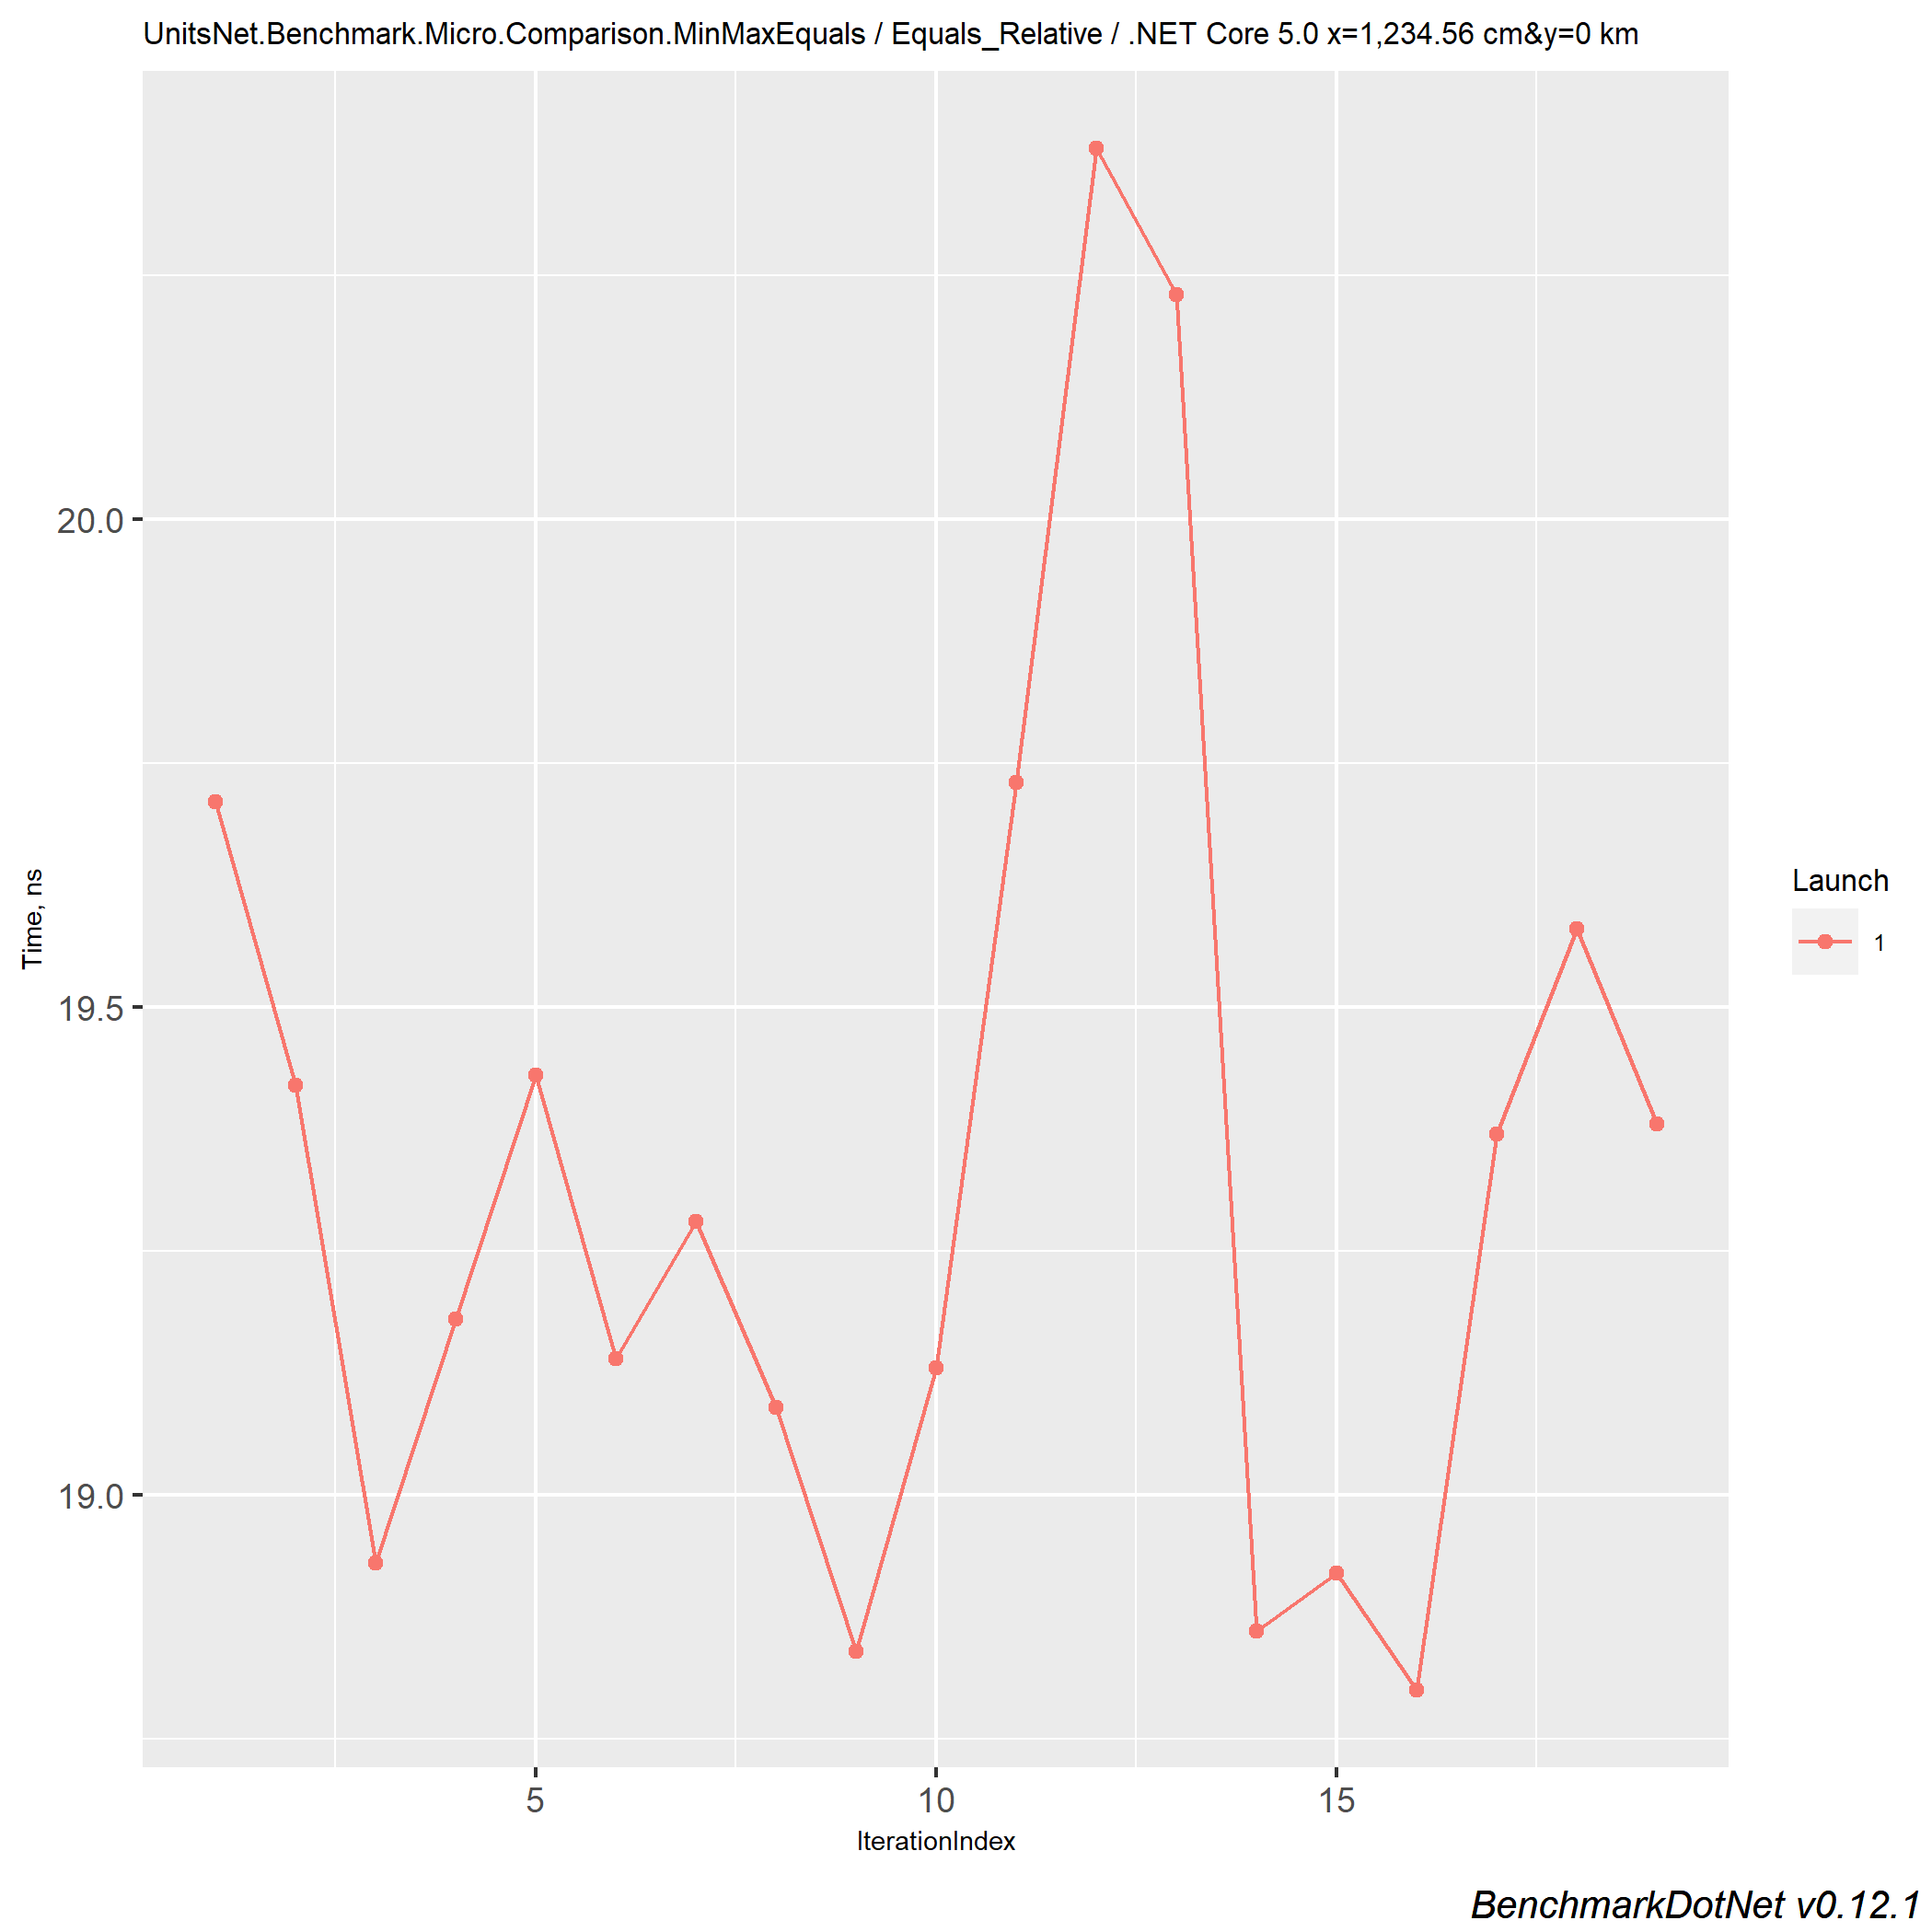 UnitsNet.Benchmark.Micro.Comparison.MinMaxEquals / Equals_Relative / .NET Core 5.0 x=1,234.56 cm&y=0 km
20.0
19.5
19.0
Time, ns
5 10 15
IterationIndex
Launch
1
BenchmarkDotNet v0.12.1